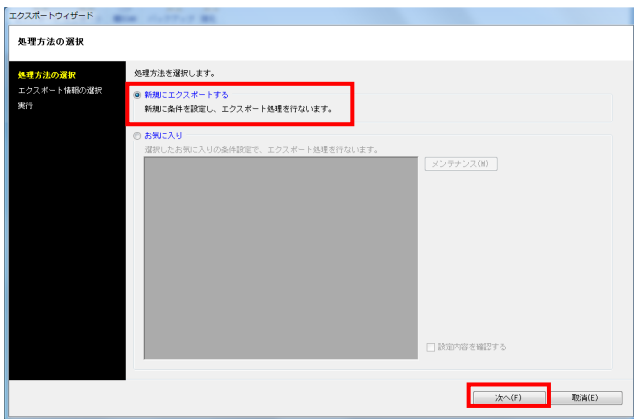 エクスポートウィザード
処理方法の選択
処理方法の選択
エクスポート情報の選択
実行
処理方法を選択します。
新規にエクスポートする
新規に条件を設定し、エクスポート処理を行ないます。
お気に入り
選択したお気に入りの条件設定で、エクスポート処理を行ないます。
メンテナンス(M)
設定内容を確認する
次へ(F)
取消(E)